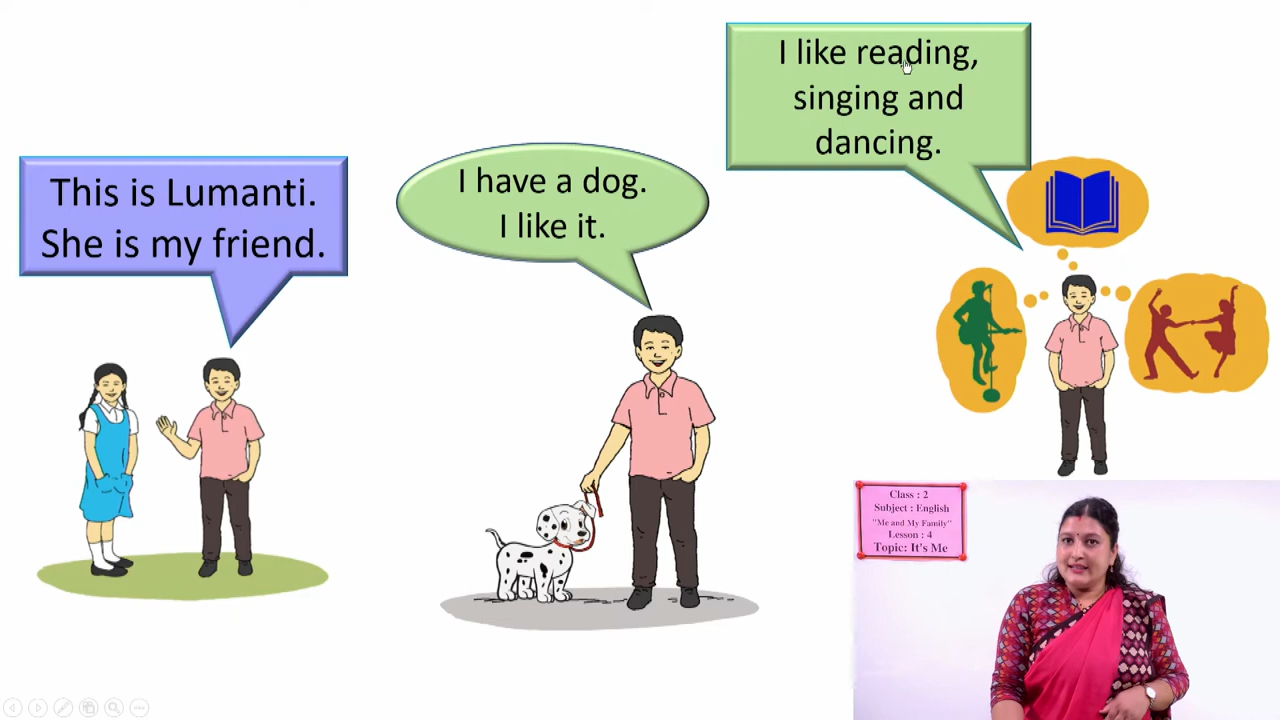 This is Lumanti.
She is my friend.
I have a dog.
I like it.
I like reading,
singing and
dancing.
Class : 2
Subject : English
"Me and My Family"
Lesson : 4
Topic: It's Me